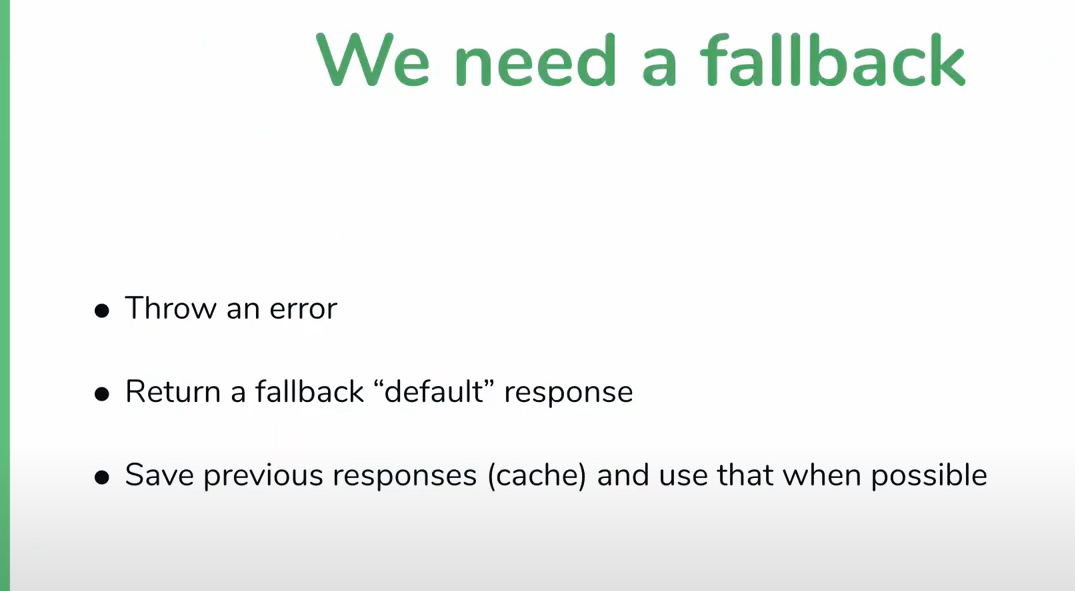 We need a fallback
● Throw an error
● Return a fallback “default” response
● Save previous responses (cache) and use that when possible